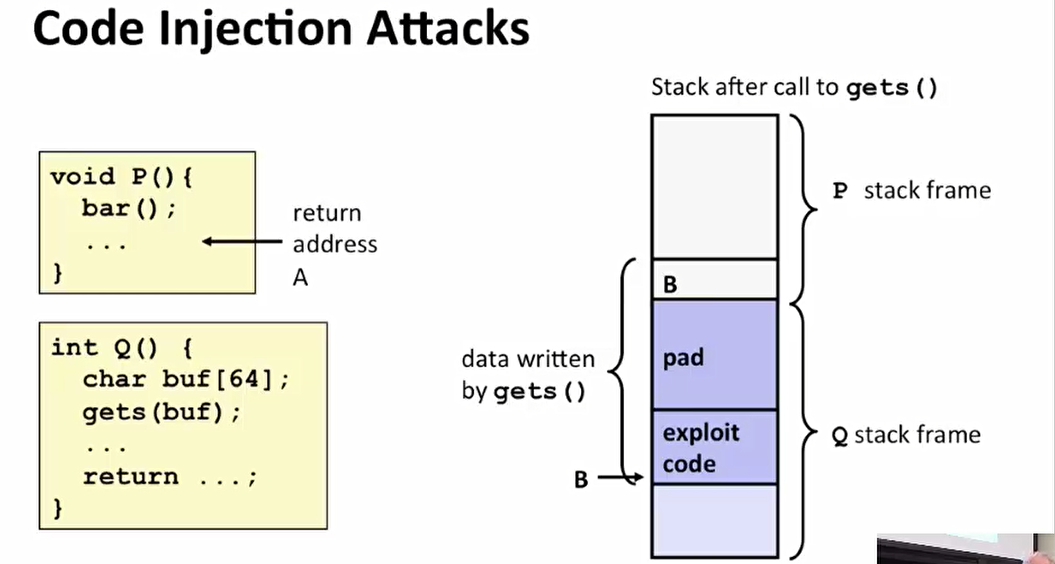 Code Injection Attacks
Stack after call to gets()
void P(){
bar();
...
}
return
address
A
int Q() {
char buf[64];
gets(buf);
...
return ...;
}
data written
by gets()
B
B
pad
exploit
code
P stack frame
Q stack frame